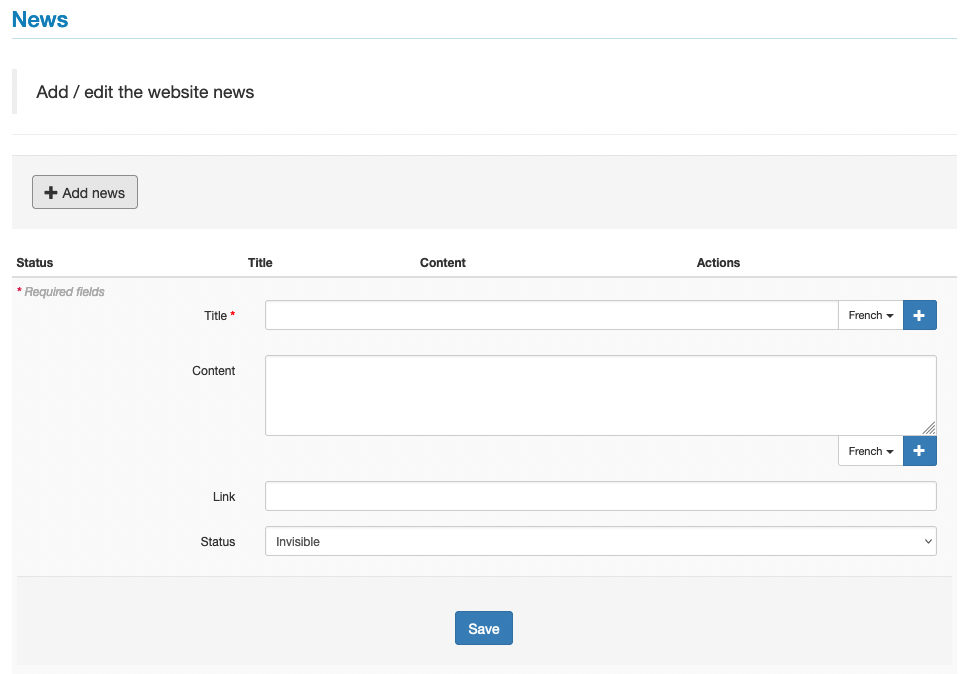 News
Add / edit the website news
Add news
Status Title Content Actions
* Required fields
Title * French
Content
French
Link
Status Invisible
Save